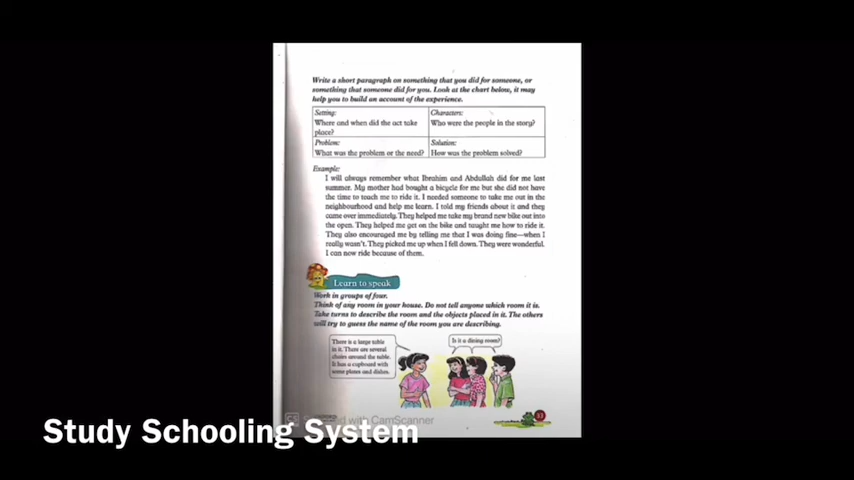 Write a short paragraph on something that you did for someone, or
something that someone did for you. Look at the chart below, it may
help you to build an account of the experience.
Setting:
Where and when did the act take
place?
Characters:
Who were the people in the story?
Problem:
What was the problem or the need?
Solution:
How was the problem solved?
Example:
I will always remember what Ibrahim and Abdullah did for me last
summer. My mother had bought a bicycle for me but she did not have
the time to teach me to ride it. I needed someone to take me out in the
neighbourhood and help me learn. I told my friends about it and they
came over immediately. They helped me take my brand new bike out into
the open. They helped me get on the bike and taught me how to ride it.
They also encouraged me by telling me that I was doing fine—when I
really wasn't. They picked me up when I fell down. They were wonderful.
I can now ride because of them.
Learn to speak
Work in groups of four.
Think of any room in your house. Do not tell anyone which room it is.
Take turns to describe the room and the objects placed in it. The others
will try to guess the name of the room you are describing.
There is a large table
in it. There are several
chairs around the table.
It has a cupboard with
some plates and dishes.
Is it a dining room?
33
CS Scanned with CamScanner
Study Schooling System